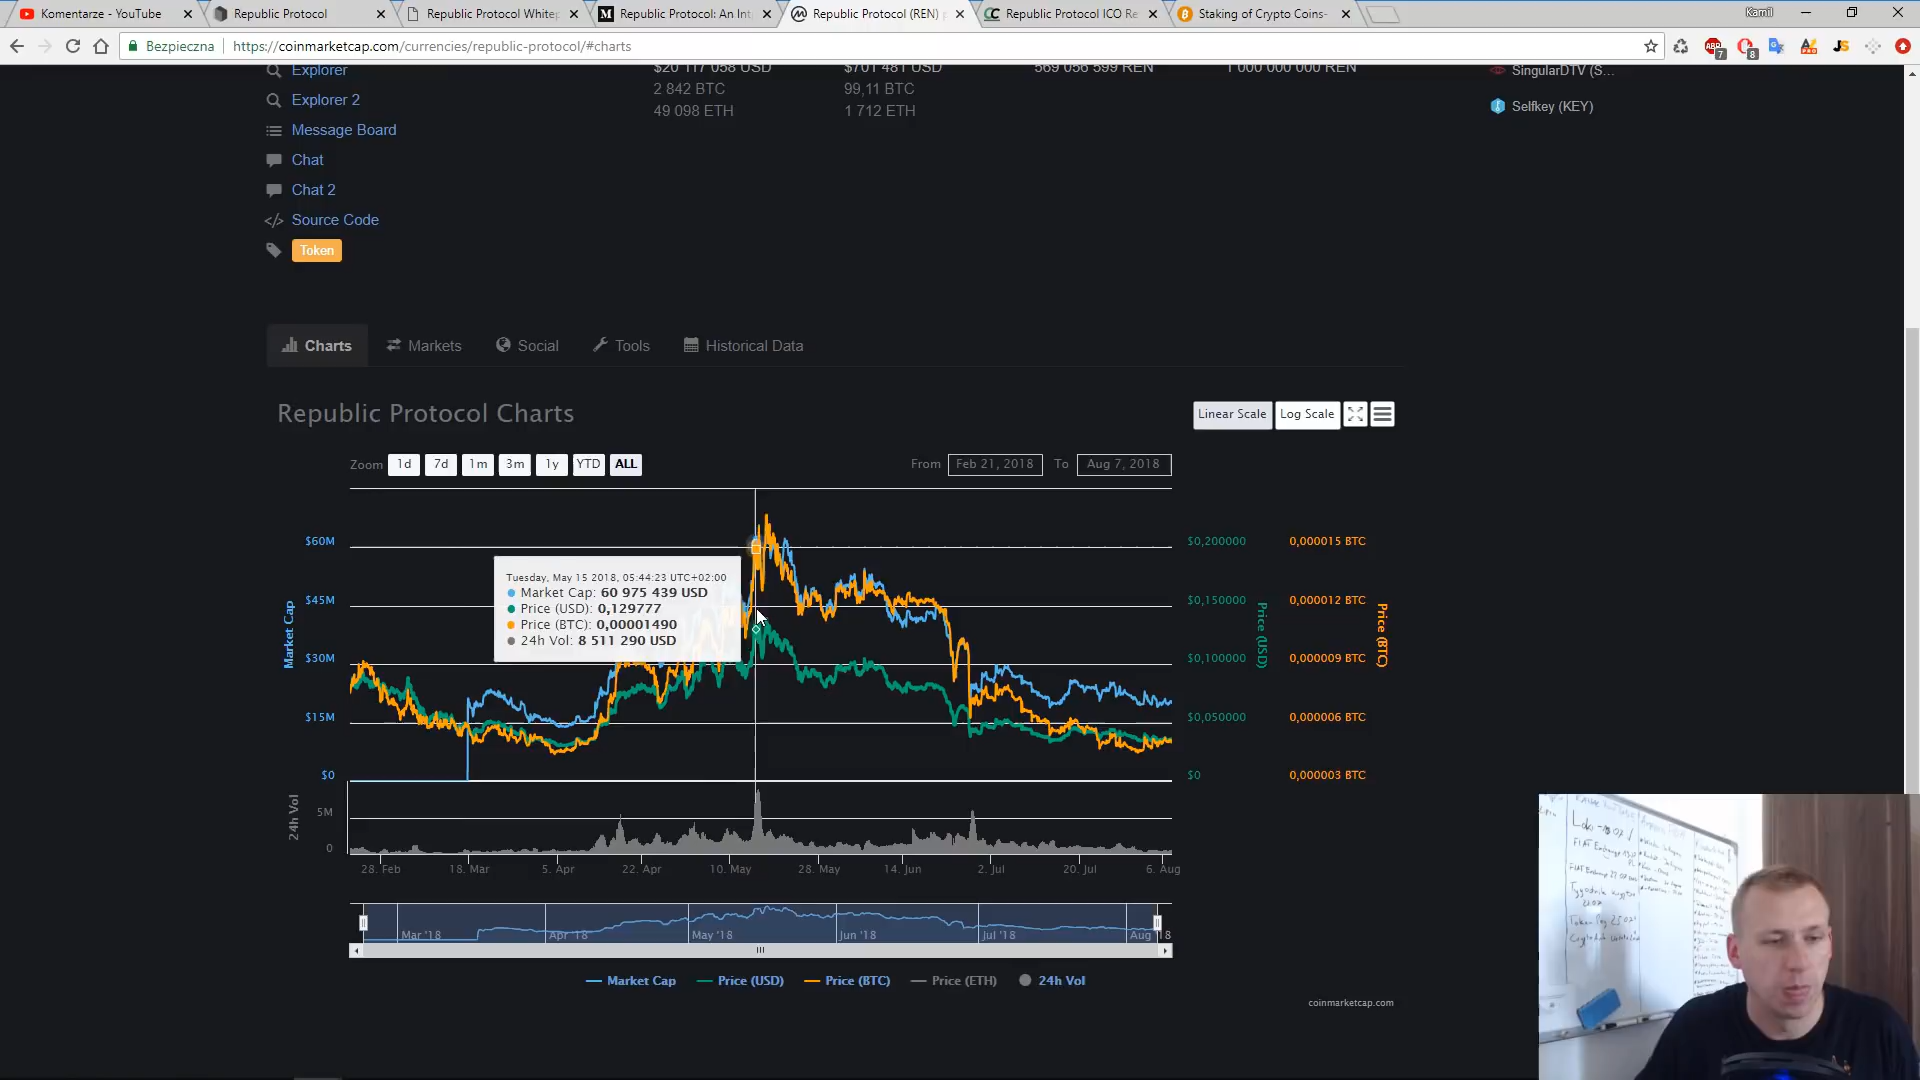 Komentarze - YouTube
Republic Protocol
Republic Protocol White
Republic Protocol: An Int
Republic Protocol (REN)
Republic Protocol ICO Re
Staking of Crypto Coins-
Kamil
Bezpieczna
https://coinmarketcap.com/currencies/republic-protocol/#charts
7
8
Explorer
$20 117 058 USD
$701 481 USD
569 056 599 REN
1 000 000 000 REN
SingularDTV (S...
2 842 BTC
99,11 BTC
Explorer 2
Selfkey (KEY)
49 098 ETH
1 712 ETH
Message Board
Chat
Chat 2
Source Code
Token
Charts
Markets
Social
Tools
Historical Data
Republic Protocol Charts
Linear Scale
Log Scale
Zoom
1d
7d
1m
3m
1y
YTD
ALL
From
Feb 21, 2018
To
Aug 7, 2018
$60M
$45M
$30M
$15M
$0
Market Cap
Tuesday, May 15 2018, 05:44:23 UTC+02:00
Market Cap: 60 975 439 USD
Price (USD): 0,129777
Price (BTC): 0,00001490
24h Vol: 8 511 290 USD
$0,200000
$0,150000
$0,100000
$0,050000
$0
Price (USD)
0,000015 BTC
0,000012 BTC
0,000009 BTC
0,000006 BTC
0,000003 BTC
Price (BTC)
24h Vol
5M
0
28. Feb
18. Mar
5. Apr
22. Apr
10. May
28. May
14. Jun
2. Jul
20. Jul
6. Aug
Mar '18
Apr '18
May '18
Jun '18
Jul '18
Aug '18
Market Cap
Price (USD)
Price (BTC)
Price (ETH)
24h Vol
coinmarketcap.com